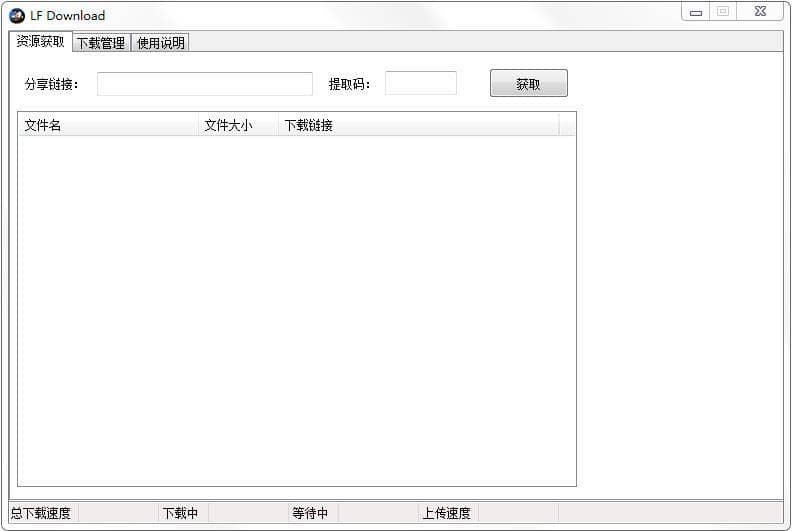 LF Download
资源获取 下载管理 使用说明
分享链接： 提取码： 获取
文件名 文件大小 下载链接
总下载速度 下载中 等待中 上传速度